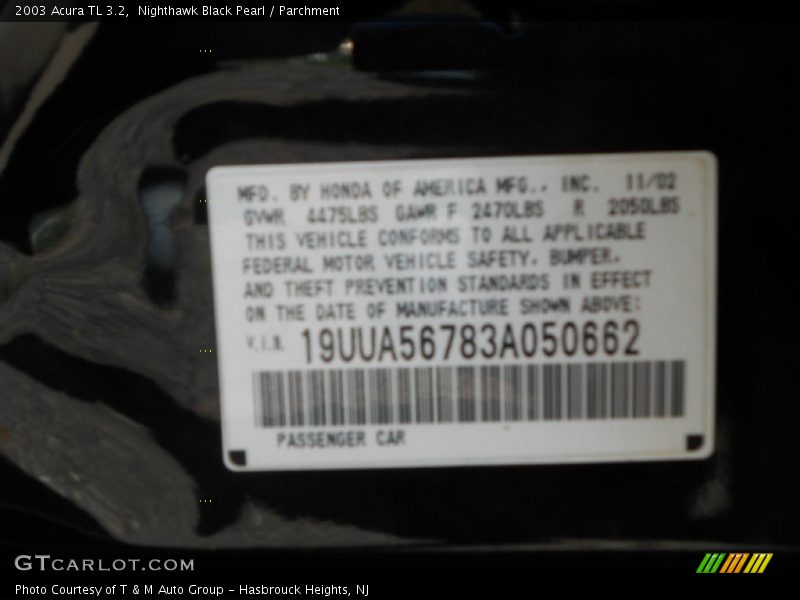 2003 Acura TL 3.2,  Nighthawk Black Pearl / Parchment
MFD. BY HONDA OF AMERICA MFG., INC. 11/02
GVWR 4475LBS GAWR F 2470LBS R 2050LBS
THIS VEHICLE CONFORMS TO ALL APPLICABLE
FEDERAL MOTOR VEHICLE SAFETY, BUMPER,
AND THEFT PREVENTION STANDARDS IN EFFECT
ON THE DATE OF MANUFACTURE SHOWN ABOVE:
V.I.N. 19UUA56783A050662
PASSENGER CAR
GTCARLOT.COM
Photo Courtesy of T & M Auto Group - Hasbrouck Heights, NJ